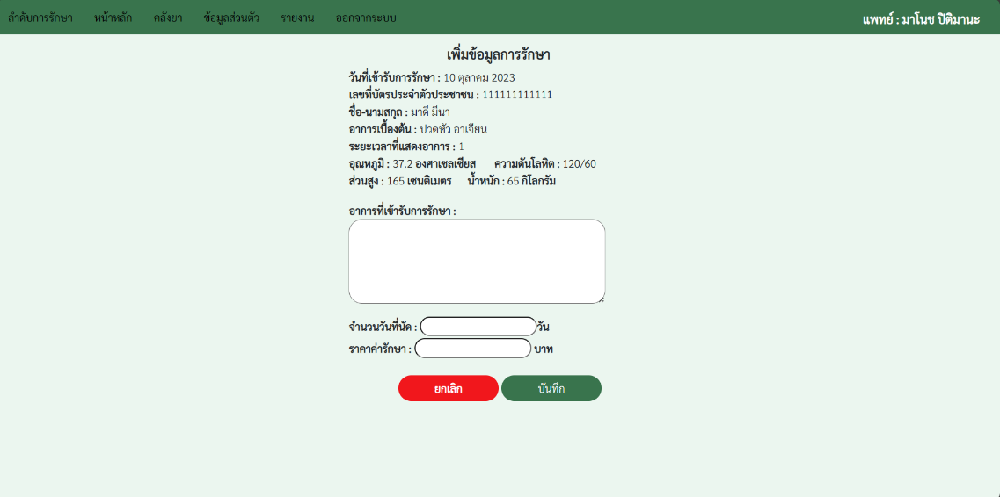 ลำดับการรักษา หน้าหลัก คลังยา ข้อมูลส่วนตัว รายงาน ออกจากระบบ แพทย์ : มาโนช ปิติมานะ
เพิ่มข้อมูลการรักษา
วันที่เข้ารับการรักษา : 10 ตุลาคม 2023
เลขที่บัตรประจำตัวประชาชน : 111111111111
ชื่อ-นามสกุล : มาดี มีนา
อาการเบื้องต้น : ปวดหัว อาเจียน
ระยะเวลาที่แสดงอาการ : 1
อุณหภูมิ : 37.2 องศาเซลเซียส ความดันโลหิต : 120/60
ส่วนสูง : 165 เซนติเมตร น้ำหนัก : 65 กิโลกรัม
อาการที่เข้ารับการรักษา :
จำนวนวันที่นัด : วัน
ราคาค่ารักษา : บาท
ยกเลิก บันทึก